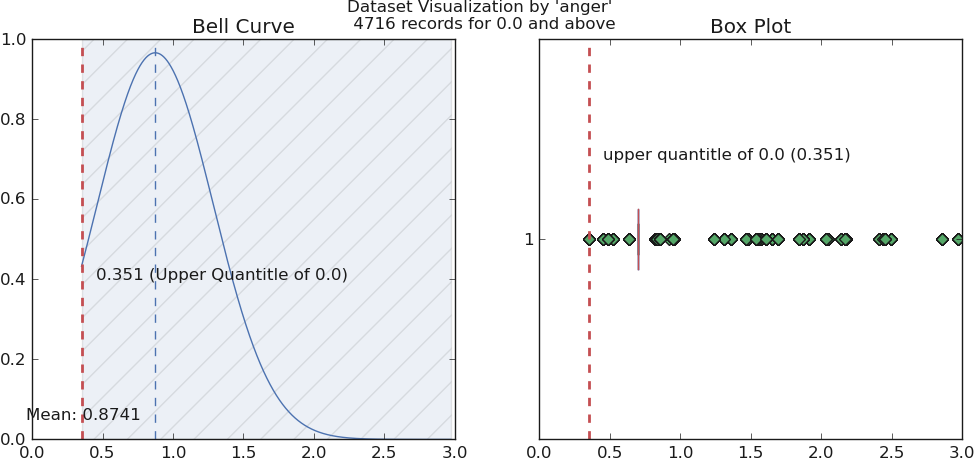 Dataset Visualization by 'anger'
4716 records for 0.0 and above
Bell Curve
1.0
0.8
0.6
0.4
0.2
0.0
0.351 (Upper Quantitle of 0.0)
Mean: 0.8741
0.0 0.5 1.0 1.5 2.0 2.5 3.0
Box Plot
upper quantitle of 0.0 (0.351)
1
0.0 0.5 1.0 1.5 2.0 2.5 3.0